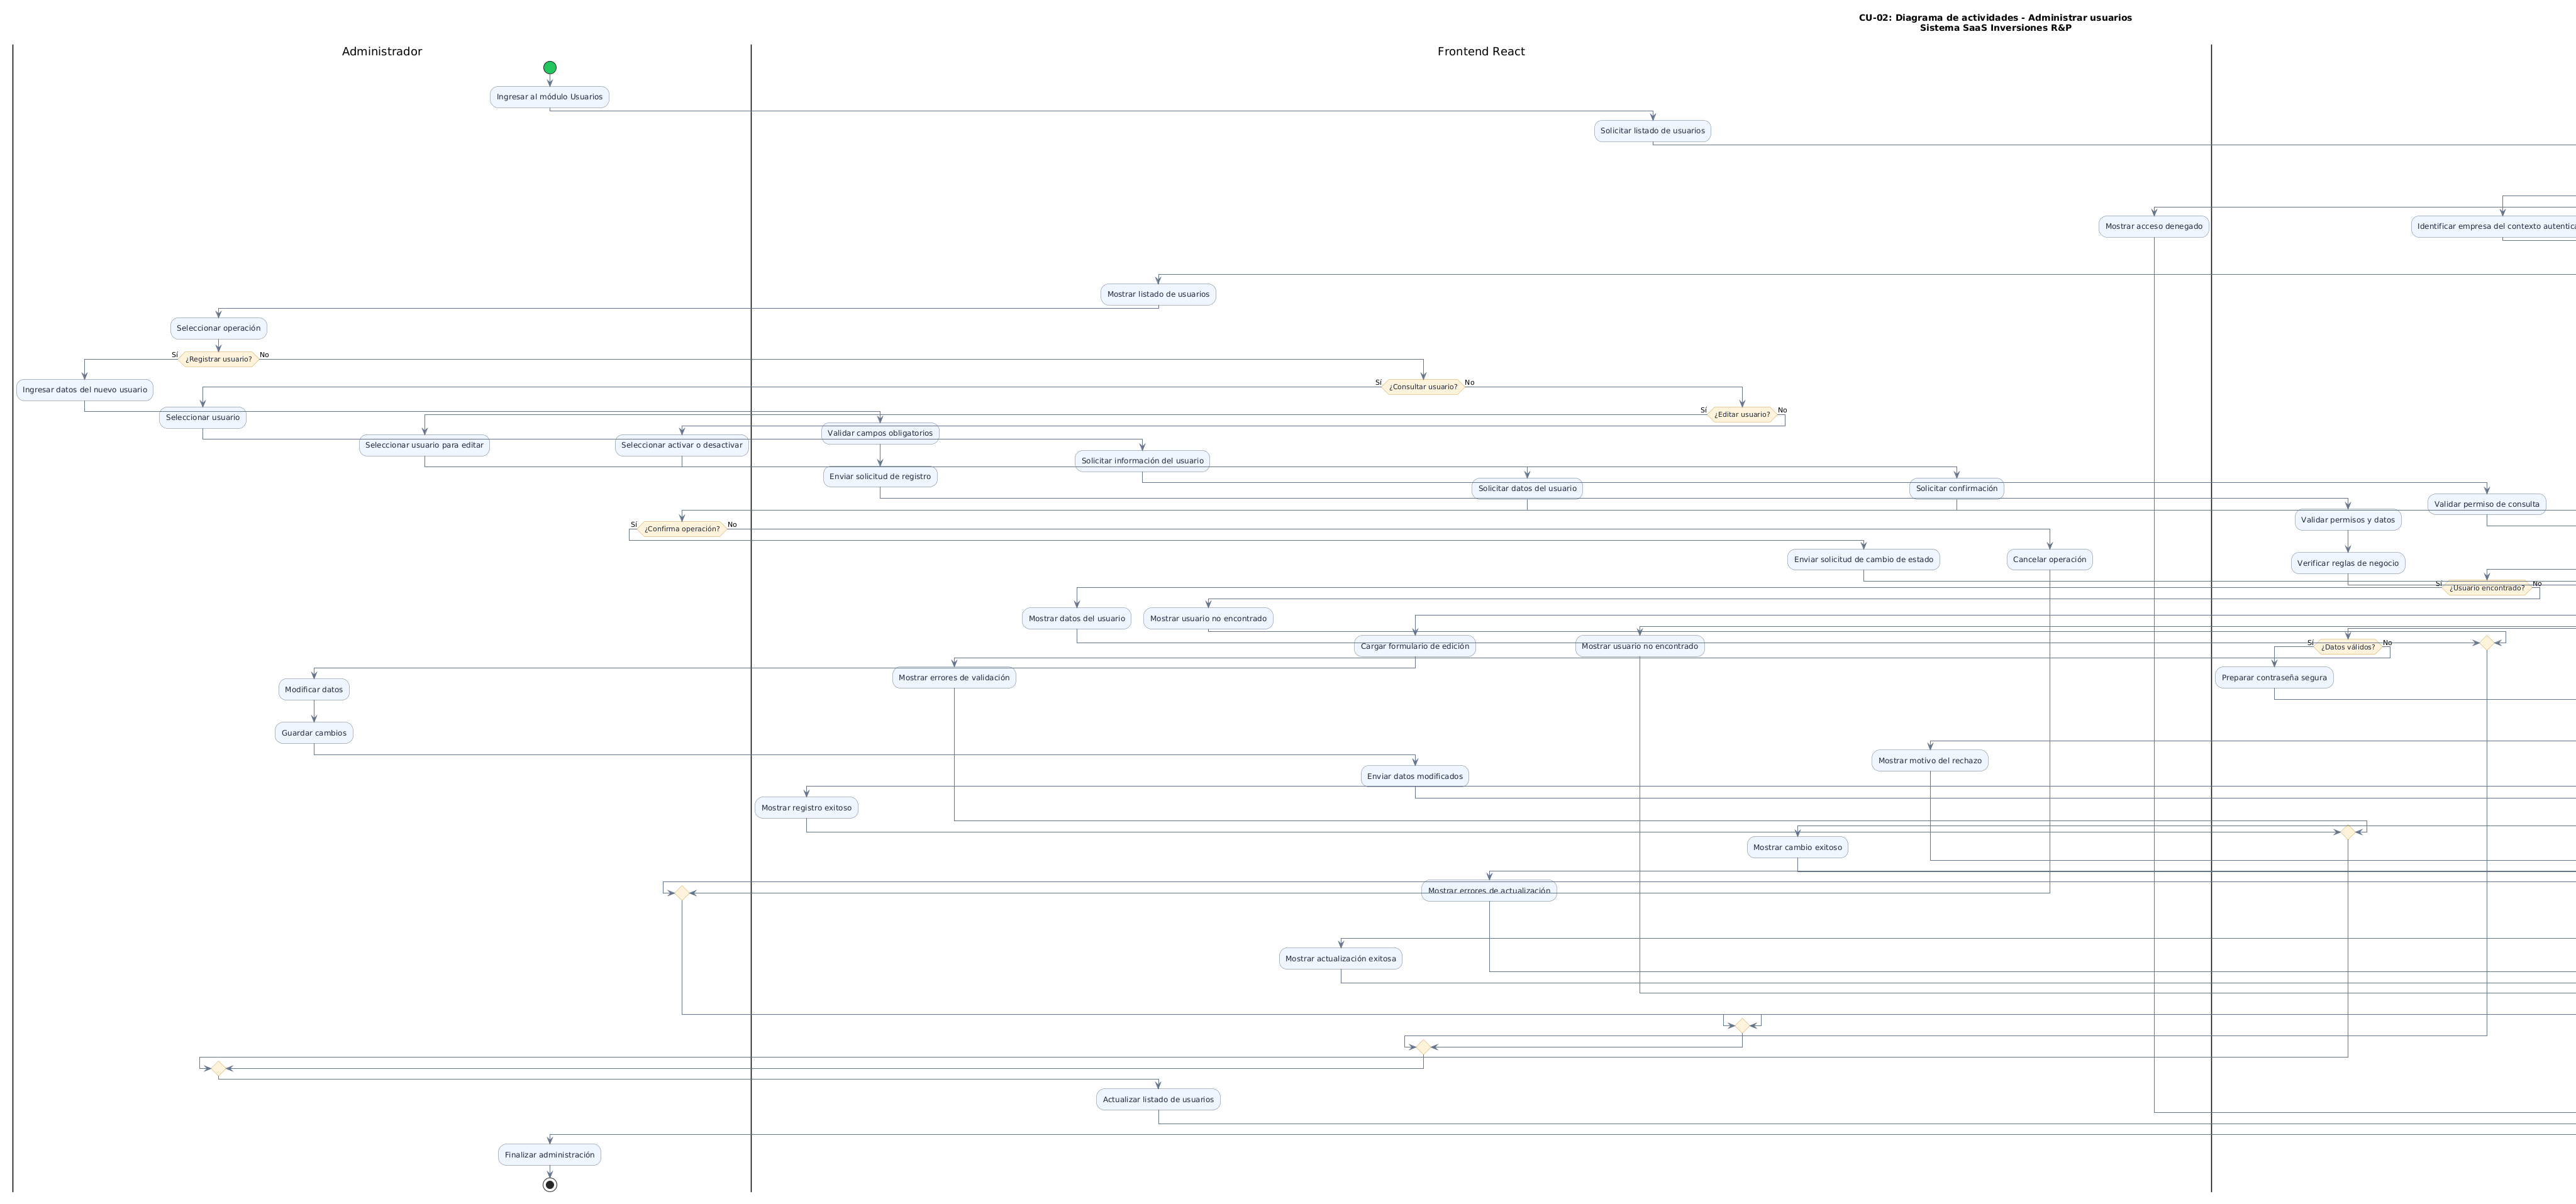 CU-02: Diagrama de actividades - Administrar usuarios
Sistema SaaS Inversiones R&P
Administrador
Frontend React
Ingresar al módulo Usuarios
Solicitar listado de usuarios
Mostrar acceso denegado
Identificar empresa del contexto
Mostrar listado de usuarios
Seleccionar operación
Sí
¿Registrar usuario?
No
Ingresar datos del nuevo usuario
Sí
¿Consultar usuario?
No
Seleccionar usuario
Sí
¿Editar usuario?
No
Validar campos obligatorios
Seleccionar usuario para editar
Seleccionar activar o desactivar
Solicitar información del usuario
Enviar solicitud de registro
Solicitar datos del usuario
Solicitar confirmación
Validar permiso de consulta
Validar permisos y datos
Sí
¿Confirma operación?
No
Enviar solicitud de cambio de estado
Cancelar operación
Verificar reglas de negocio
Sí
¿Usuario encontrado?
No
Mostrar datos del usuario
Mostrar usuario no encontrado
Cargar formulario de edición
Mostrar usuario no encontrado
Sí
¿Datos válidos?
No
Mostrar errores de validación
Preparar contraseña segura
Modificar datos
Guardar cambios
Mostrar motivo del rechazo
Enviar datos modificados
Mostrar registro exitoso
Mostrar cambio exitoso
Mostrar errores de actualización
Mostrar actualización exitosa
Actualizar listado de usuarios
Finalizar administración